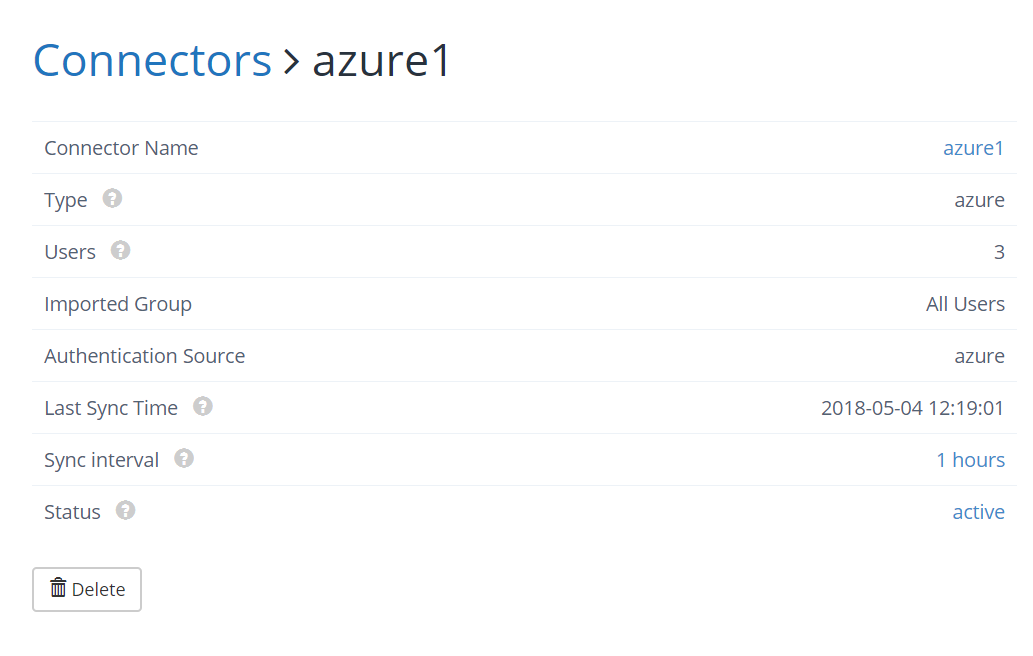 Connectors > azure1
Connector Name azure1
Type ? azure
Users ? 3
Imported Group All Users
Authentication Source azure
Last Sync Time ? 2018-05-04 12:19:01
Sync interval ? 1 hours
Status ? active
Delete